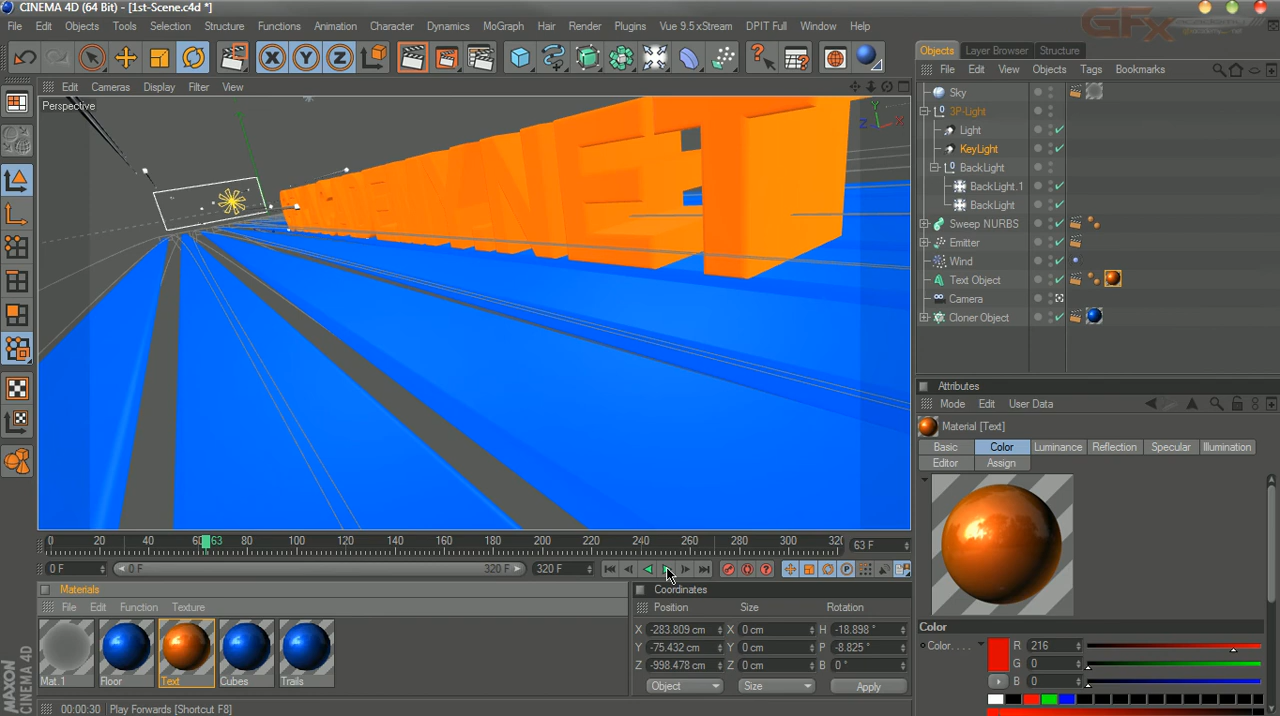 CINEMA 4D (64 Bit) - [1st-Scene.c4d *]
File Edit Objects Tools Selection Structure Functions Animation Character Dynamics MoGraph Hair Render Plugins Vue 9.xStream DPIT Full Window Help
GFx academy
Objects Layer Browser Structure
File Edit View Objects Tags Bookmarks
Edit Cameras Display Filter View
Perspective
Y
Z X
Sky
3P-Light
Light
KeyLight
BackLight
BackLight.1
BackLight
Sweep NURBS
Emitter
Wind
Text Object
Camera
Cloner Object
Attributes
Mode Edit User Data
Material [Text]
Basic Color Luminance Reflection Specular Illumination
Editor Assign
0 20 40 60 63 80 100 120 140 160 180 200 220 240 260 280 300 320
63 F
0 F 0 F 320 F 320 F
Materials
File Edit Function Texture
Mat.1 Floor Text Cubes Trails
Coordinates
Position Size Rotation
X -283.809 cm X 0 cm H -18.898 °
Y -75.432 cm Y 0 cm P -8.825 °
Z -998.478 cm Z 0 cm B 0 °
Object Size Apply
Color
Color. . . . R 216
G 0
B 0
MAXON
CINEMA 4D
00:00:30 Play Forwards [Shortcut F8]